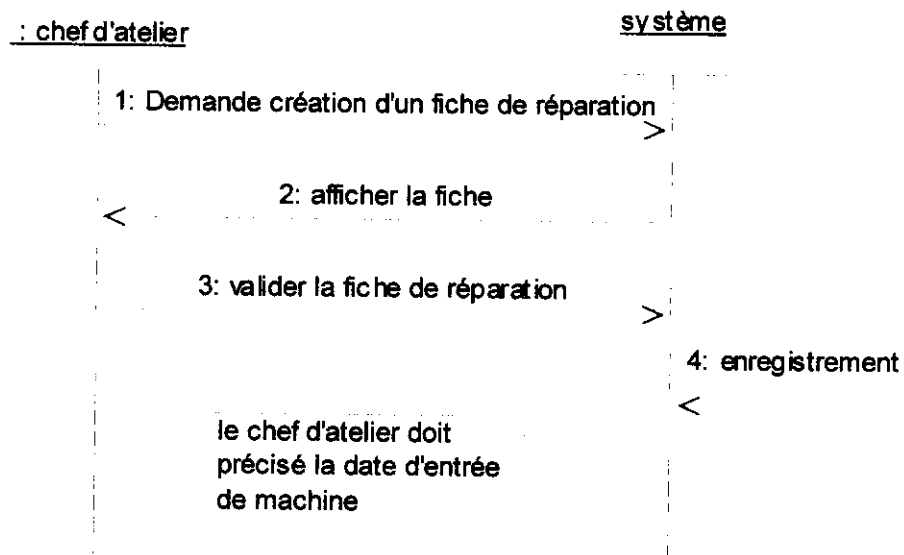 : chef d'atelier
système
1: Demande création d'un fiche de réparation
2: afficher la fiche
3: valider la fiche de réparation
4: enregistrement
le chef d'atelier doit
précisé la date d'entrée
de machine